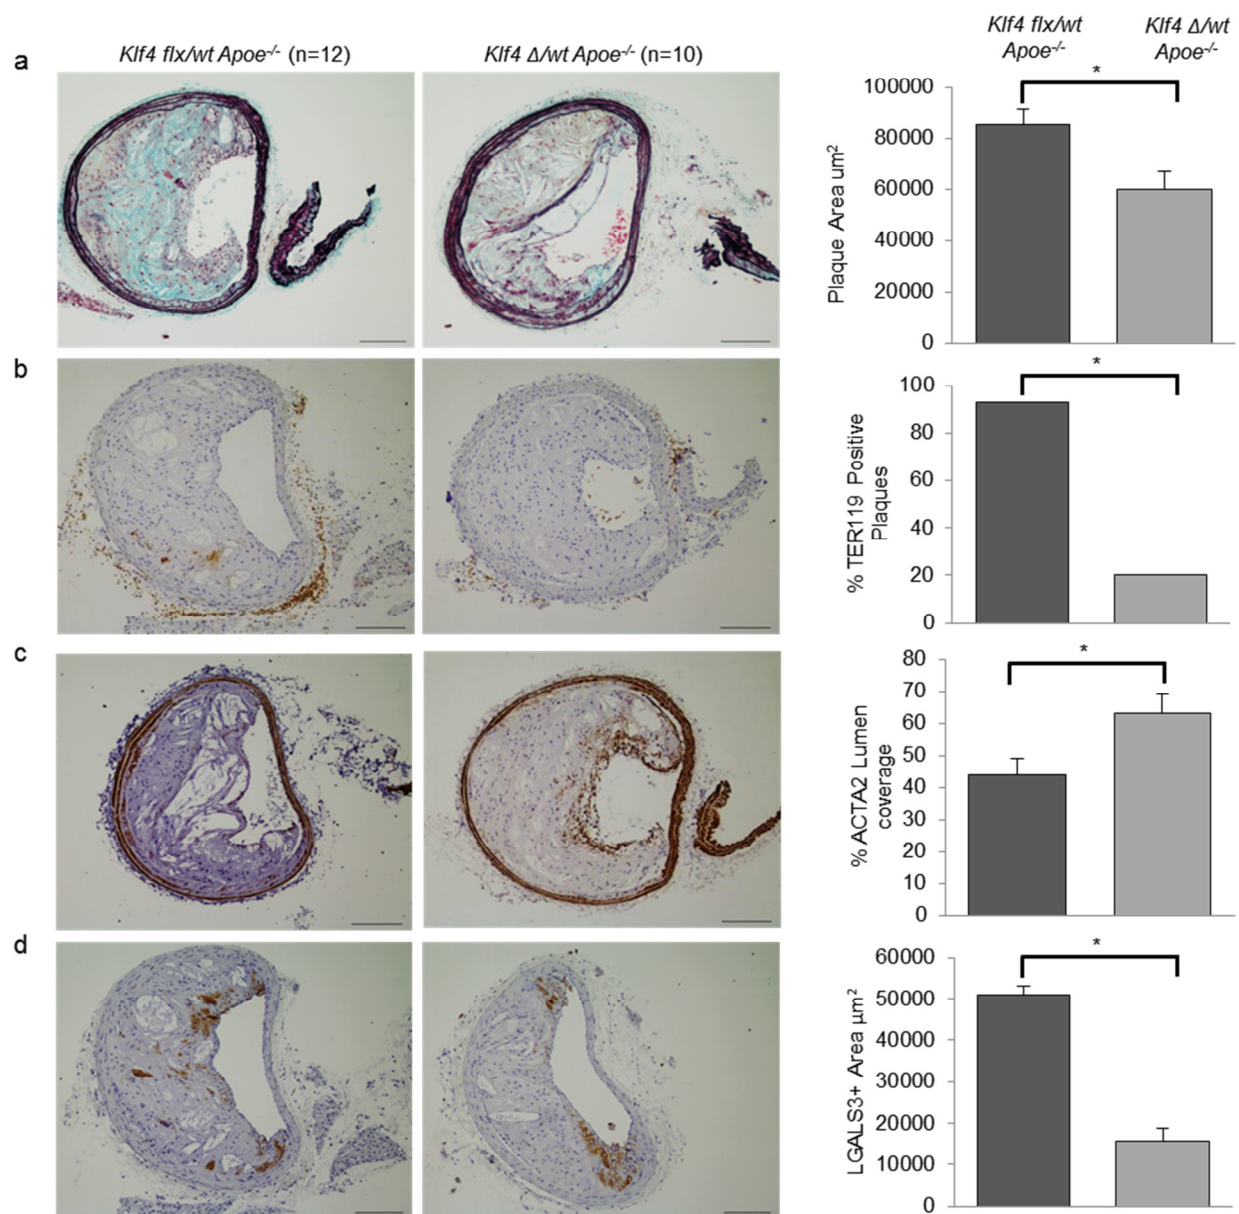 Klf4 flx/wt Apoe-/- (n=12)
Klf4 Δ/wt Apoe-/- (n=10)
Klf4 flx/wt
Apoe-/-
Klf4 Δ/wt
Apoe-/-
a
*
Plaque Area um²
100000
80000
60000
40000
20000
0
b
*
% TER119 Positive
Plaques
100
80
60
40
20
0
c
*
% ACTA2 Lumen
coverage
80
70
60
50
40
30
20
10
0
d
*
LGALS3+ Area µm²
60000
50000
40000
30000
20000
10000
0